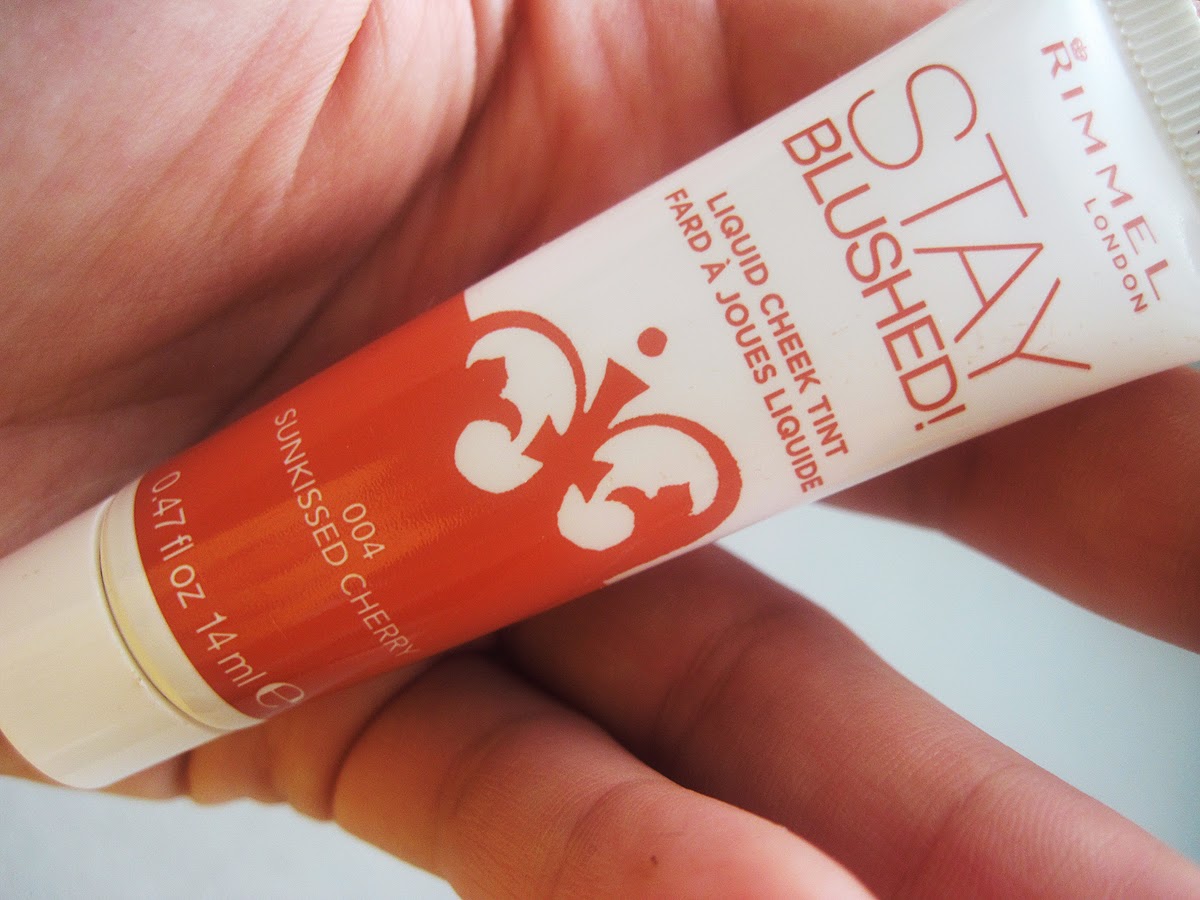 RIMMEL
LONDON
STAY
BLUSHED!
LIQUID CHEEK TINT
FARD À JOUES LIQUIDE
004
SUNKISSED CHERRY
0.47 fl oz 14 ml ℮